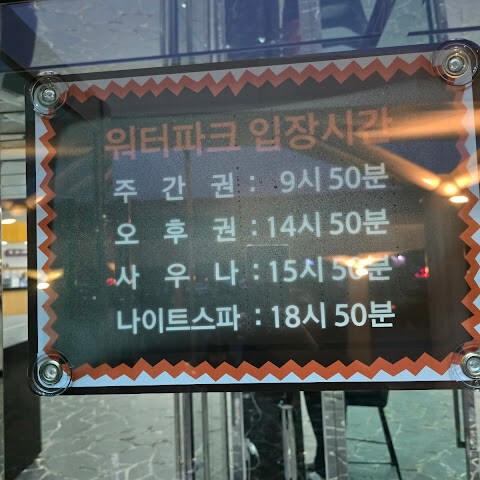 워터파크 입장시간
주 간 권 : 9시 50분
오 후 권 : 14시 50분
사 우 나 : 15시 50분
나이트스파 : 18시 50분